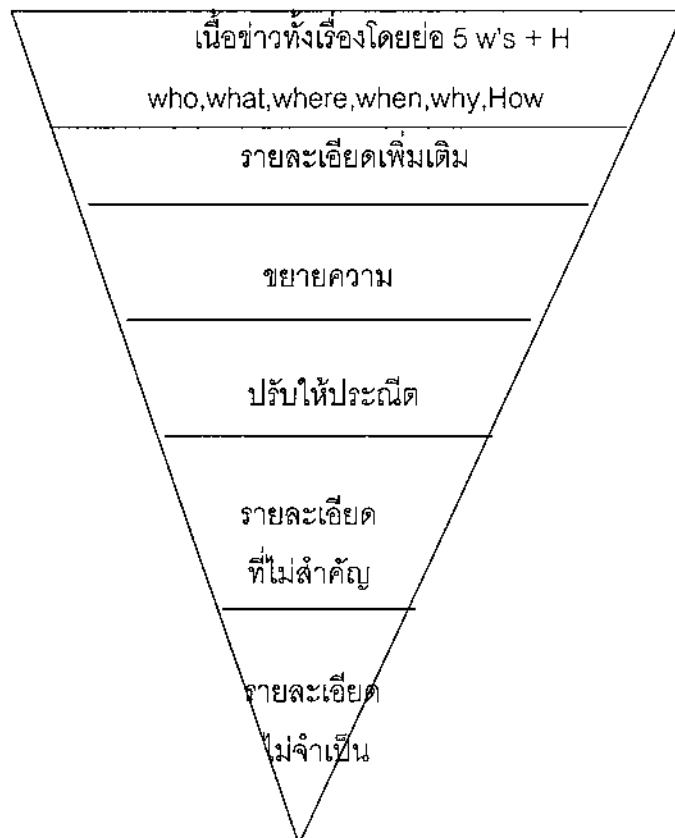 เนื้อข่าวทั้งเรื่องโดยย่อ 5 w's + H
who,what,where,when,why,How
รายละเอียดเพิ่มเติม
ขยายความ
ปรับให้ประณีต
รายละเอียด
ที่ไม่สำคัญ
รายละเอียด
ไม่จำเป็น